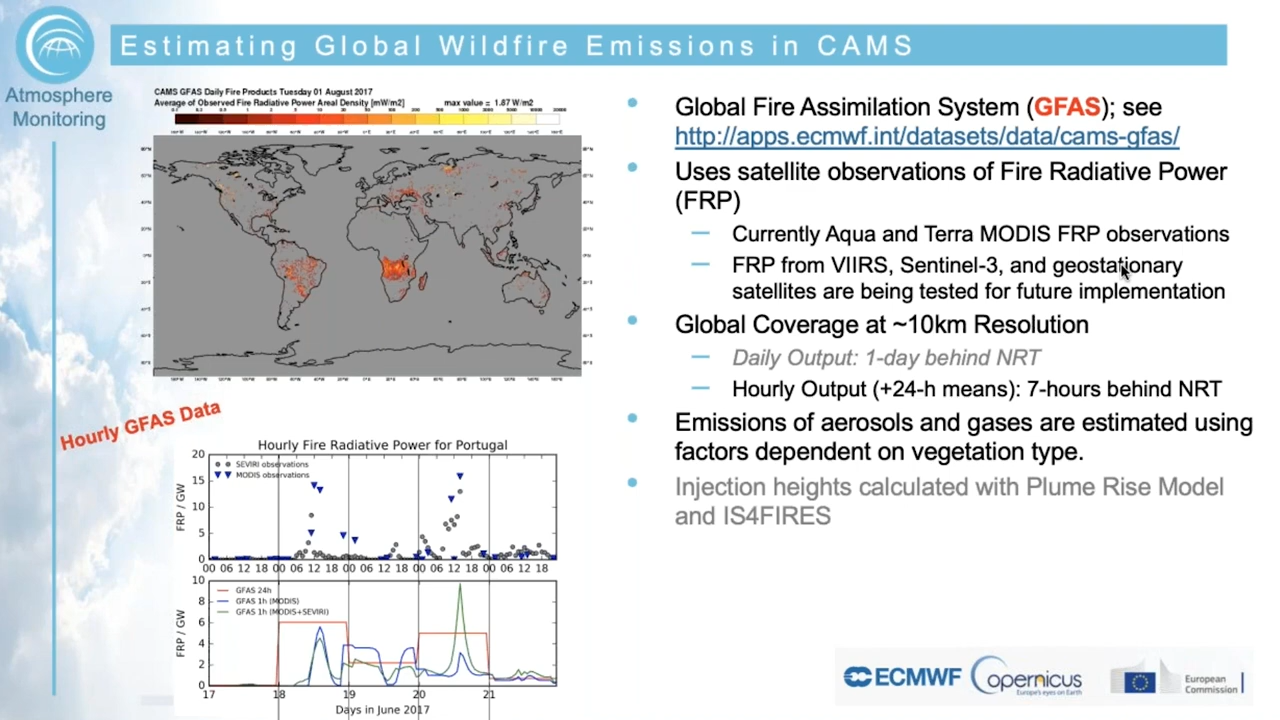 Estimating Global Wildfire Emissions in CAMS
Atmosphere
Monitoring
CAMS GFAS Daily Fire Products Tuesday 01 August 2017
Average of Observed Fire Radiative Power Areal Density [mW/m2] max value = 1.87 W/m2
Hourly GFAS Data
Hourly Fire Radiative Power for Portugal
SEVIRI observations
MODIS observations
FRP / GW
20
15
10
5
0
00 06 12 18 00 06 12 18 00 06 12 18 00 06 12 18 00 06 12 18
GFAS 24h
GFAS 1h (MODIS)
GFAS 1h (MODIS+SEVIRI)
FRP / GW
10
8
6
4
2
0
17 18 19 20 21
Days in June 2017
Global Fire Assimilation System (GFAS); see
http://apps.ecmwf.int/datasets/data/cams-gfas/
Uses satellite observations of Fire Radiative Power
(FRP)
Currently Aqua and Terra MODIS FRP observations
FRP from VIIRS, Sentinel-3, and geostationary
satellites are being tested for future implementation
Global Coverage at ~10km Resolution
Daily Output: 1-day behind NRT
Hourly Output (+24-h means): 7-hours behind NRT
Emissions of aerosols and gases are estimated using
factors dependent on vegetation type.
Injection heights calculated with Plume Rise Model
and IS4FIRES
ECMWF
Copernicus
Europe's eyes on Earth
European
Commission